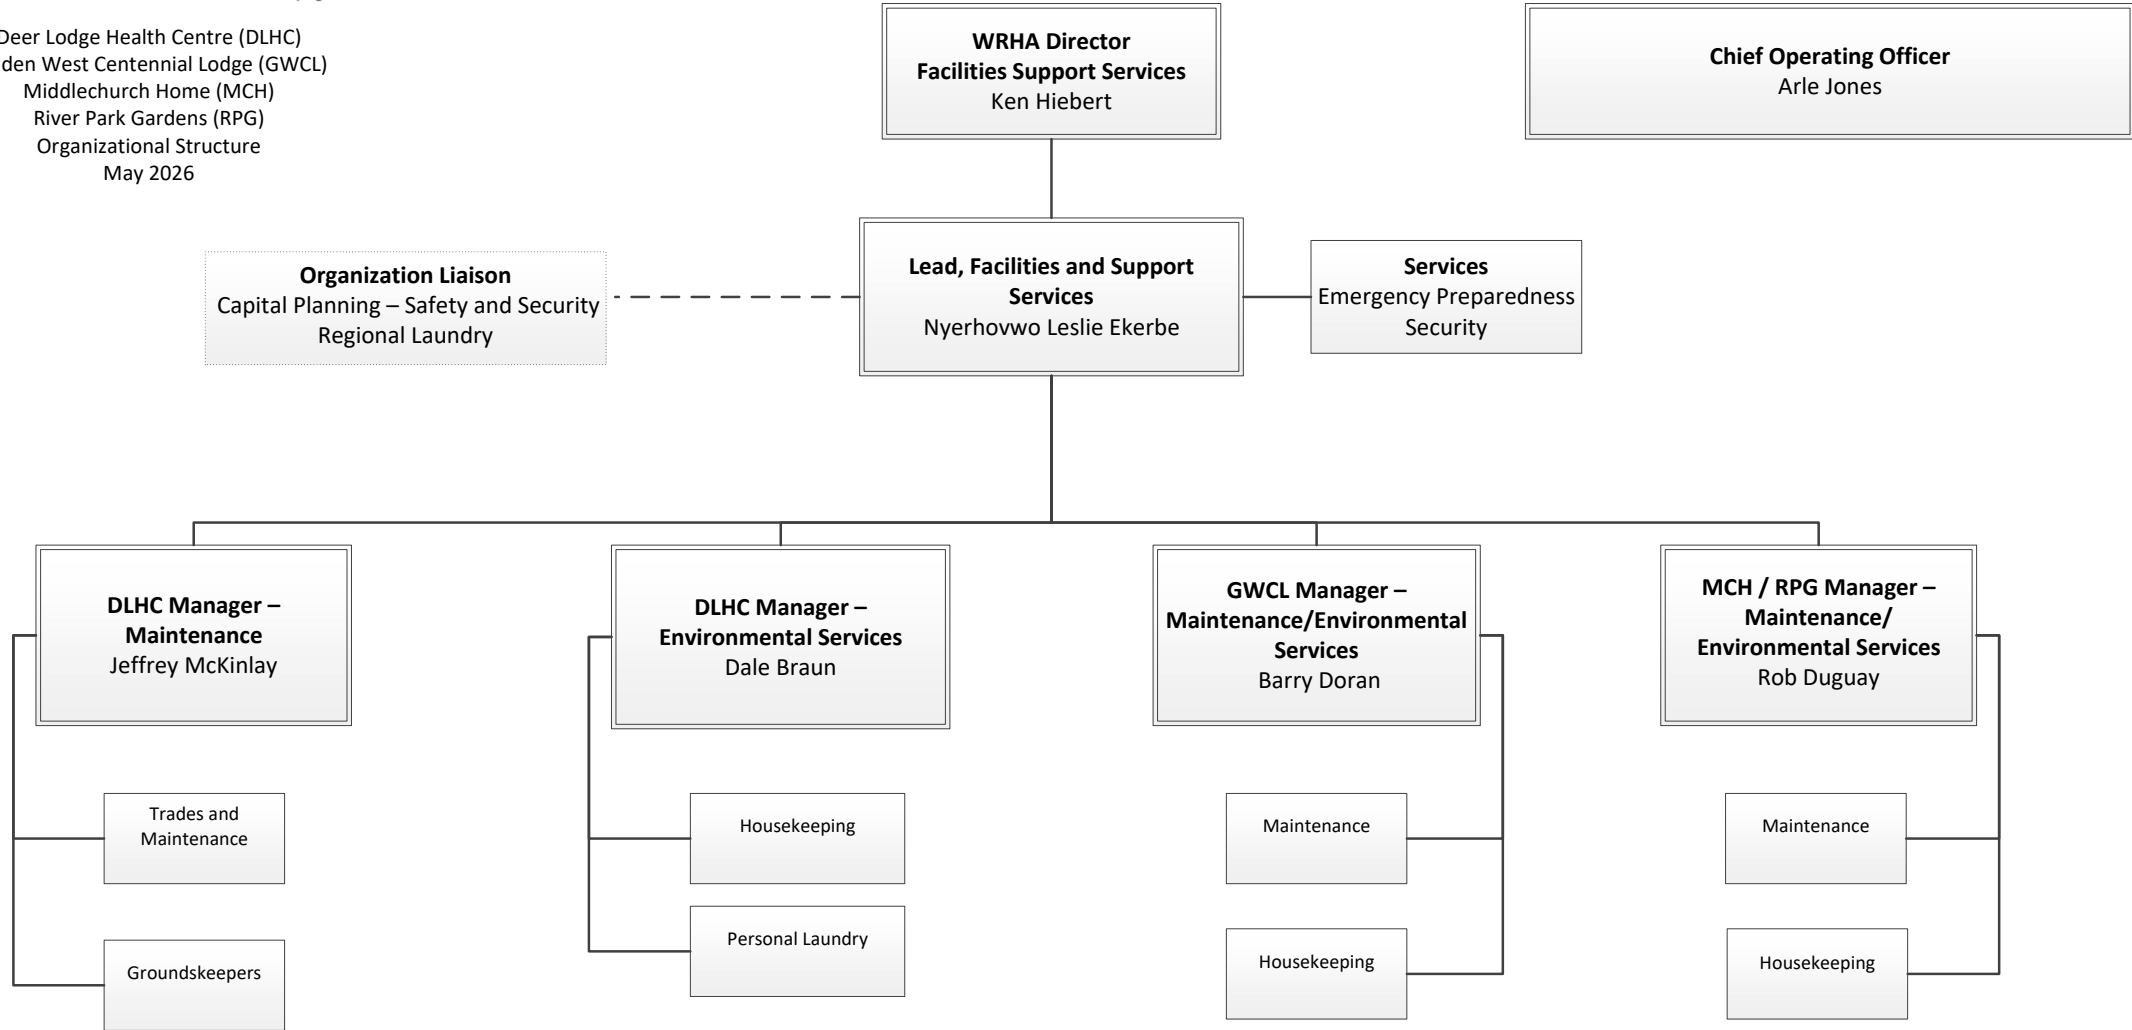 Deer Lodge Health Centre (DLHC)
den West Centennial Lodge (GWCL)
Middlechurch Home (MCH)
River Park Gardens (RPG)
Organizational Structure
May 2026
WRHA Director
Facilities Support Services
Ken Hiebert
Chief Operating Officer
Arle Jones
Organization Liaison
Capital Planning – Safety and Security
Regional Laundry
Lead, Facilities and Support
Services
Nyerhovwo Leslie Ekerbe
Services
Emergency Preparedness
Security
DLHC Manager –
Maintenance
Jeffrey McKinlay
DLHC Manager –
Environmental Services
Dale Braun
GWCL Manager –
Maintenance/Environmental
Services
Barry Doran
MCH / RPG Manager –
Maintenance/
Environmental Services
Rob Duguay
Trades and
Maintenance
Housekeeping
Maintenance
Maintenance
Groundskeepers
Personal Laundry
Housekeeping
Housekeeping